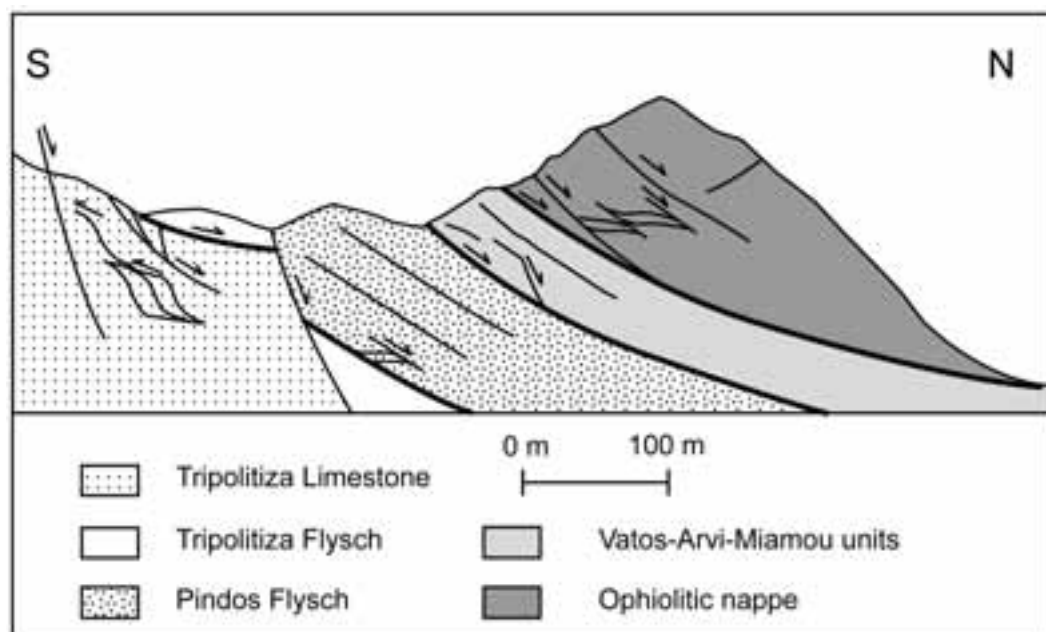 S
N
0 m 100 m
Tripolitiza Limestone
Tripolitiza Flysch
Vatos-Arvi-Miamou units
Pindos Flysch
Ophiolitic nappe